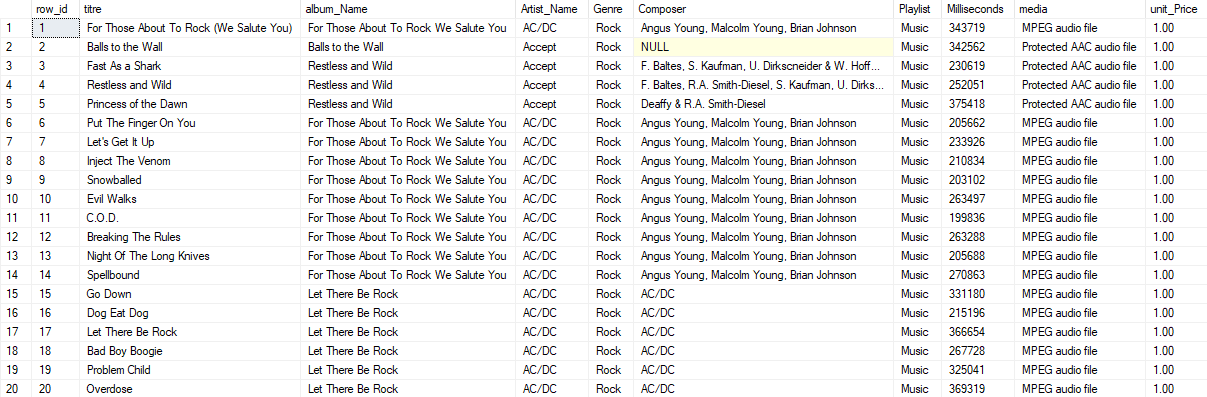 row_id titre album_Name Artist_Name Genre Composer Playlist Milliseconds media unit_Price
1 1 For Those About To Rock (We Salute You) For Those About To Rock We Salute You AC/DC Rock Angus Young, Malcolm Young, Brian Johnson Music 343719 MPEG audio file 1.00
2 2 Balls to the Wall Balls to the Wall Accept Rock NULL Music 342562 Protected AAC audio file 1.00
3 3 Fast As a Shark Restless and Wild Accept Rock F. Baltes, S. Kaufman, U. Dirkscneider & W. Hoff... Music 230619 Protected AAC audio file 1.00
4 4 Restless and Wild Restless and Wild Accept Rock F. Baltes, R.A. Smith-Diesel, S. Kaufman, U. Dirks... Music 252051 Protected AAC audio file 1.00
5 5 Princess of the Dawn Restless and Wild Accept Rock Deaffy & R.A. Smith-Diesel Music 375418 Protected AAC audio file 1.00
6 6 Put The Finger On You For Those About To Rock We Salute You AC/DC Rock Angus Young, Malcolm Young, Brian Johnson Music 205662 MPEG audio file 1.00
7 7 Let's Get It Up For Those About To Rock We Salute You AC/DC Rock Angus Young, Malcolm Young, Brian Johnson Music 233926 MPEG audio file 1.00
8 8 Inject The Venom For Those About To Rock We Salute You AC/DC Rock Angus Young, Malcolm Young, Brian Johnson Music 210834 MPEG audio file 1.00
9 9 Snowballed For Those About To Rock We Salute You AC/DC Rock Angus Young, Malcolm Young, Brian Johnson Music 203102 MPEG audio file 1.00
10 10 Evil Walks For Those About To Rock We Salute You AC/DC Rock Angus Young, Malcolm Young, Brian Johnson Music 263497 MPEG audio file 1.00
11 11 C.O.D. For Those About To Rock We Salute You AC/DC Rock Angus Young, Malcolm Young, Brian Johnson Music 199836 MPEG audio file 1.00
12 12 Breaking The Rules For Those About To Rock We Salute You AC/DC Rock Angus Young, Malcolm Young, Brian Johnson Music 263288 MPEG audio file 1.00
13 13 Night Of The Long Knives For Those About To Rock We Salute You AC/DC Rock Angus Young, Malcolm Young, Brian Johnson Music 205688 MPEG audio file 1.00
14 14 Spellbound For Those About To Rock We Salute You AC/DC Rock Angus Young, Malcolm Young, Brian Johnson Music 270863 MPEG audio file 1.00
15 15 Go Down Let There Be Rock AC/DC Rock AC/DC Music 331180 MPEG audio file 1.00
16 16 Dog Eat Dog Let There Be Rock AC/DC Rock AC/DC Music 215196 MPEG audio file 1.00
17 17 Let There Be Rock Let There Be Rock AC/DC Rock AC/DC Music 366654 MPEG audio file 1.00
18 18 Bad Boy Boogie Let There Be Rock AC/DC Rock AC/DC Music 267728 MPEG audio file 1.00
19 19 Problem Child Let There Be Rock AC/DC Rock AC/DC Music 325041 MPEG audio file 1.00
20 20 Overdose Let There Be Rock AC/DC Rock AC/DC Music 369319 MPEG audio file 1.00